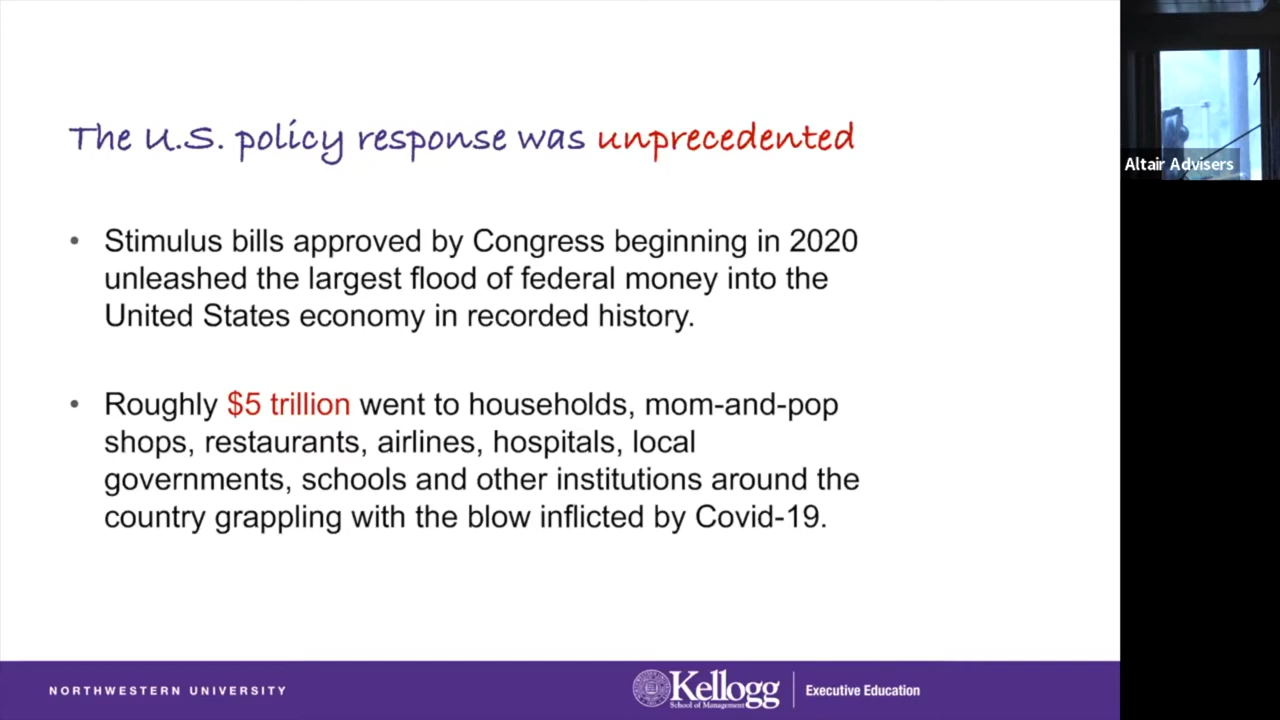 The U.S. policy response was unprecedented
• Stimulus bills approved by Congress beginning in 2020
unleashed the largest flood of federal money into the
United States economy in recorded history.
• Roughly $5 trillion went to households, mom-and-pop
shops, restaurants, airlines, hospitals, local
governments, schools and other institutions around the
country grappling with the blow inflicted by Covid-19.
Altair Advisers
NORTHWESTERN UNIVERSITY
Kellogg
School of Management
Executive Education